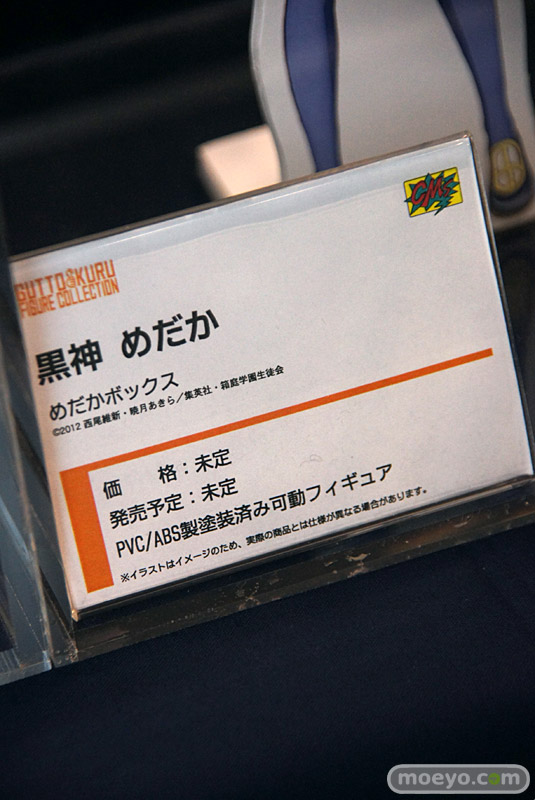 CM's
GUTTO&KURU
FIGURE COLLECTION
黒神 めだか
めだかボックス
©2012 西尾維新・暁月あきら／集英社・箱庭学園生徒会
価　格：未定
発売予定：未定
PVC/ABS製塗装済み可動フィギュア
※イラストはイメージのため、実際の商品とは仕様が異なる場合があります。
moeyo.com